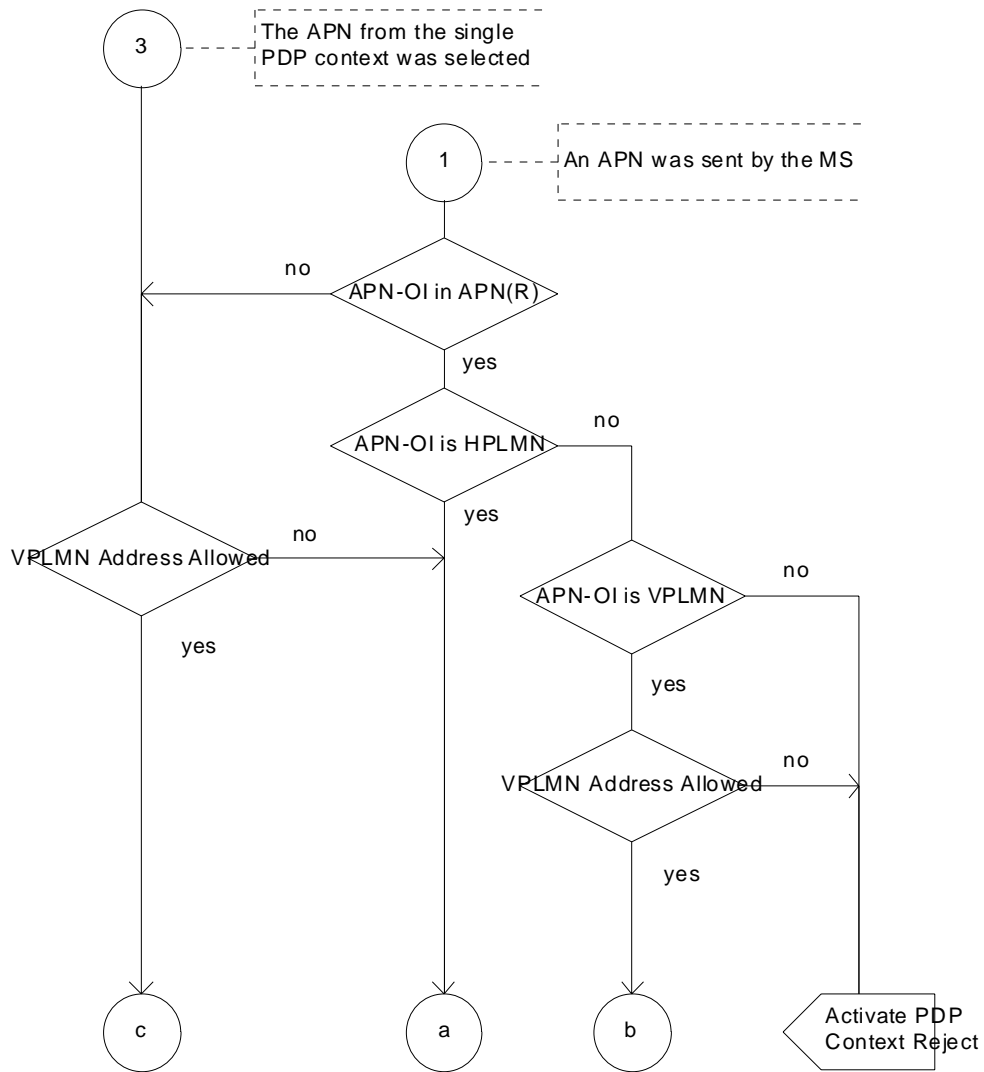 3
The APN from the single
PDP context was selected
1
An APN was sent by the MS
no
APN-OI in APN(R)
yes
no
APN-OI is HPLMN
yes
no
VPLMN Address Allowed
no
APN-OI is VPLMN
yes
yes
no
VPLMN Address Allowed
yes
c
a
b
Activate PDP
Context Reject